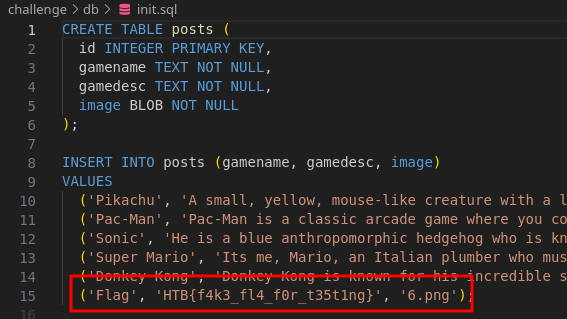 challenge > db > init.sql
1 CREATE TABLE posts (
2 id INTEGER PRIMARY KEY,
3 gamename TEXT NOT NULL,
4 gamedesc TEXT NOT NULL,
5 image BLOB NOT NULL
6 );
7
8 INSERT INTO posts (gamename, gamedesc, image)
9 VALUES
10 ('Pikachu', 'A small, yellow, mouse-like creature with a l
11 ('Pac-Man', 'Pac-Man is a classic arcade game where you co
12 ('Sonic', 'He is a blue anthropomorphic hedgehog who is kn
13 ('Super Mario', 'Its me, Mario, an Italian plumber who mus
14 ('Donkey Kong', 'Donkey Kong is known for his incredible s
15 ('Flag', 'HTB{f4k3_fl4_f0r_t35t1ng}', '6.png');
16